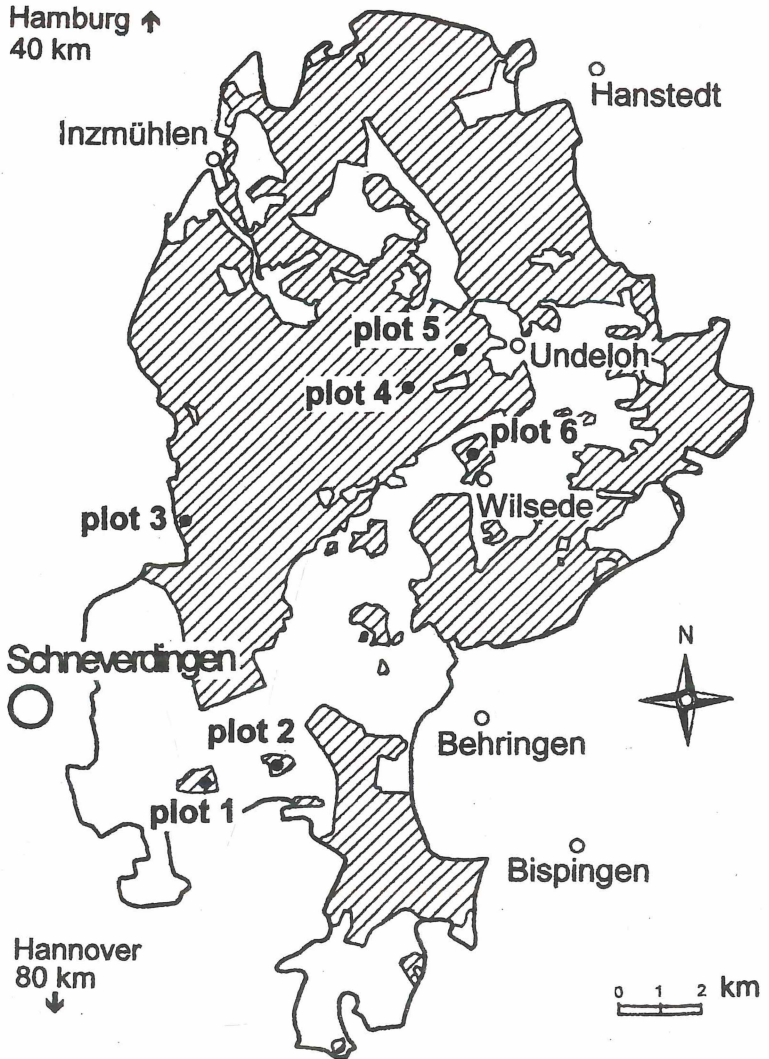 Hamburg ↑
40 km
Hanstedt
Inzmühlen
plot 5
Undeloh
plot 4
plot 6
Wilsede
plot 3
N
Schneverdingen
plot 2
Behringen
plot 1
Bispingen
Hannover
80 km
↓
0 1 2 km